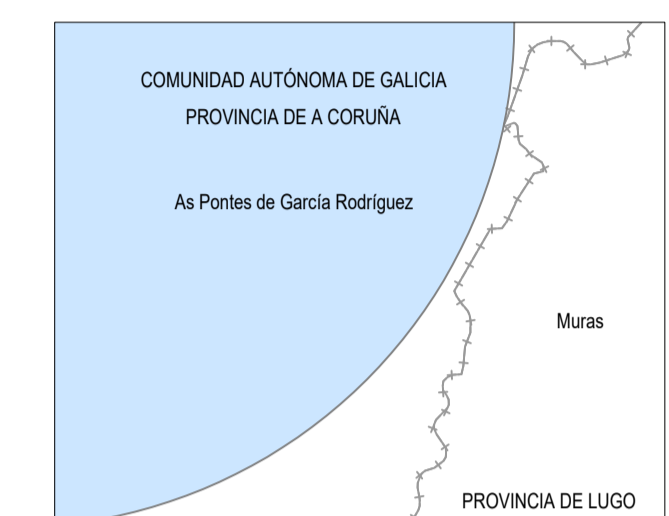 COMUNIDAD AUTÓNOMA DE GALICIA
PROVINCIA DE A CORUÑA
As Pontes de García Rodríguez
Muras
PROVINCIA DE LUGO